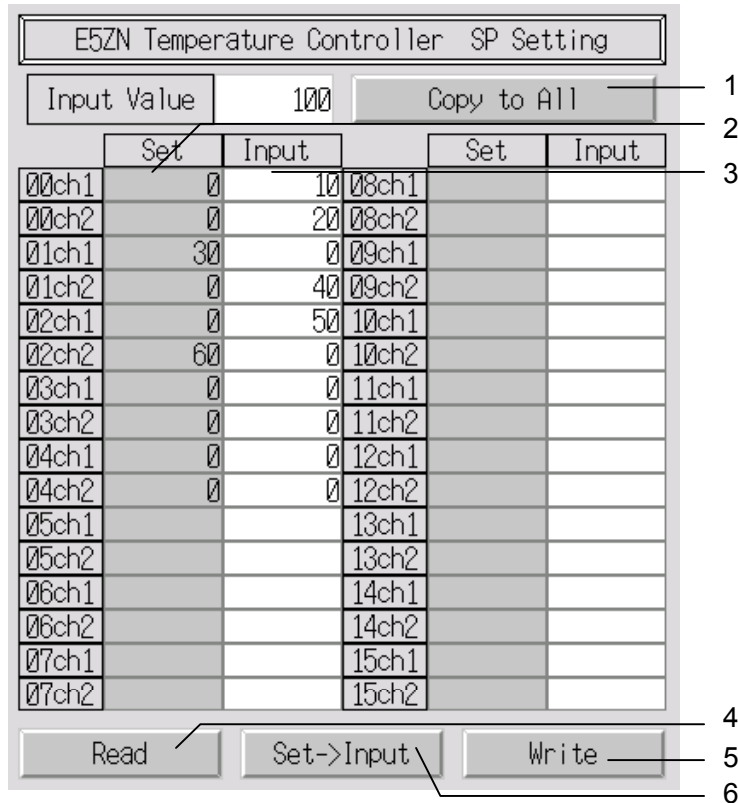 E5ZN Temperature Controller SP Setting
Input Value 100 Copy to All 1
2
Set Input Set Input
3
00ch1 0 10 08ch1
00ch2 0 20 08ch2
01ch1 30 0 09ch1
01ch2 0 40 09ch2
02ch1 0 50 10ch1
02ch2 60 0 10ch2
03ch1 0 0 11ch1
03ch2 0 0 11ch2
04ch1 0 0 12ch1
04ch2 0 0 12ch2
05ch1 13ch1
05ch2 13ch2
06ch1 14ch1
06ch2 14ch2
07ch1 15ch1
07ch2 15ch2
4
Read Set->Input Write 5
6